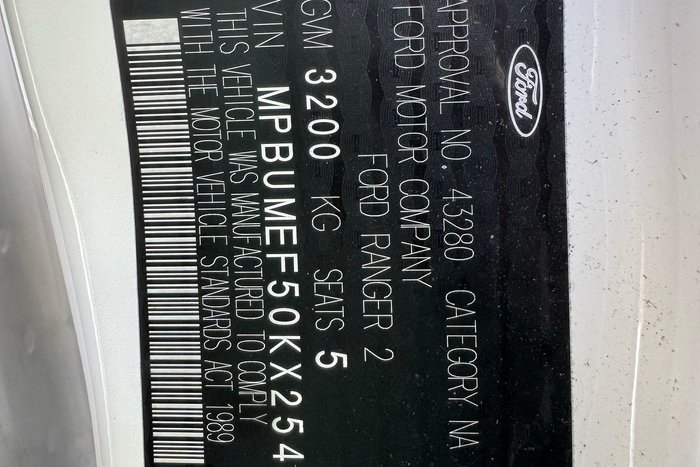 Ford
APPROVAL NO. 43280 CATEGORY NA
FORD MOTOR COMPANY
FORD RANGER 2
GVM 3200 KG SEATS 5
VIN MPBUMEF50KX254
THIS VEHICLE WAS MANUFACTURED TO COMPLY
WITH THE MOTOR VEHICLE STANDARDS ACT 1989